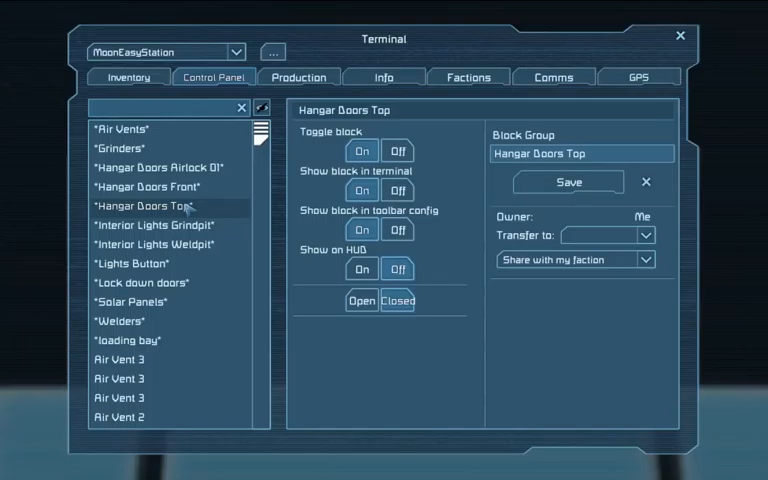 Terminal
MoonEasyStation
...
Inventory
Control Panel
Production
Info
Factions
Comms
GPS
*Air Vents*
*Grinders*
*Hangar Doors Airlock 01*
*Hangar Doors Front*
*Hangar Doors Top*
*Interior Lights Grindpit*
*Interior Lights Weldpit*
*Lights Button*
*Lock down doors*
*Solar Panels*
*Welders*
*loading bay*
Air Vent 3
Air Vent 3
Air Vent 3
Air Vent 2
Hangar Doors Top
Toggle block
On Off
Show block in terminal
On Off
Show block in toolbar config
On Off
Show on HUD
On Off
Open Closed
Block Group
Hangar Doors Top
Save
Owner: Me
Transfer to:
Share with my faction